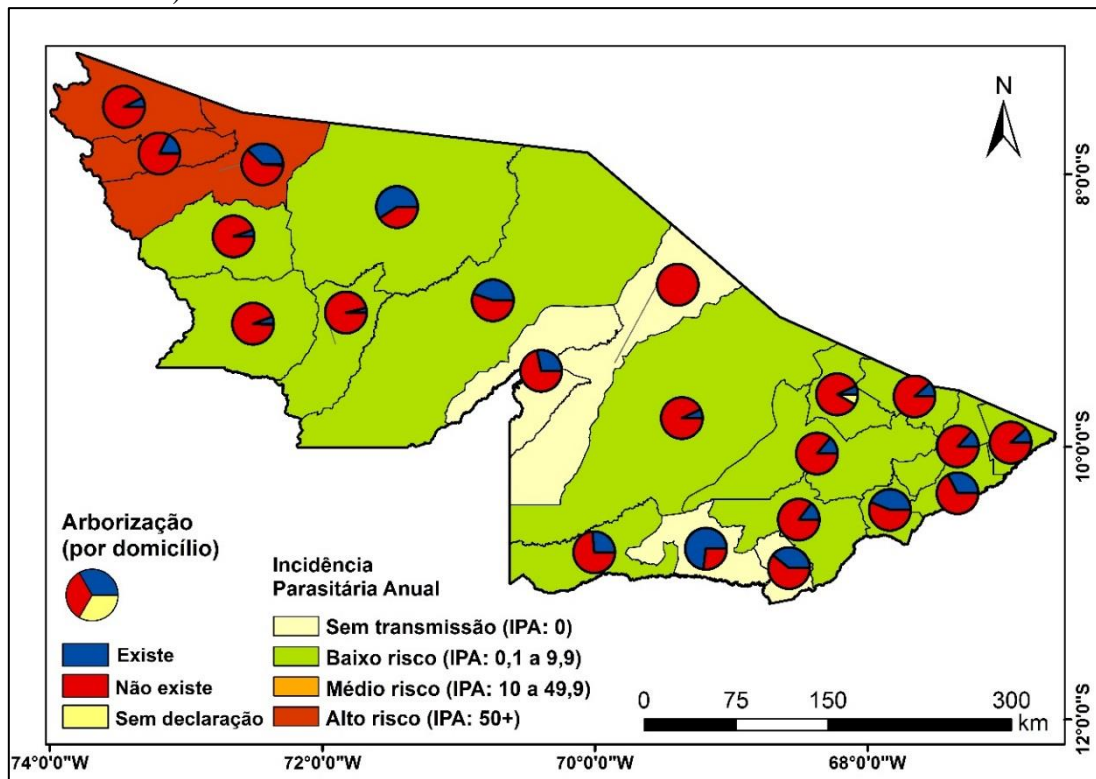 )
N
8°0'0"S
10°0'0"S
12°0'0"S
Arborização
(por domicílio)
Existe
Não existe
Sem declaração
Incidência
Parasitária Anual
Sem transmissão (IPA: 0)
Baixo risco (IPA: 0,1 a 9,9)
Médio risco (IPA: 10 a 49,9)
Alto risco (IPA: 50+)
0 75 150 300
km
74°0'0"W 72°0'0"W 70°0'0"W 68°0'0"W